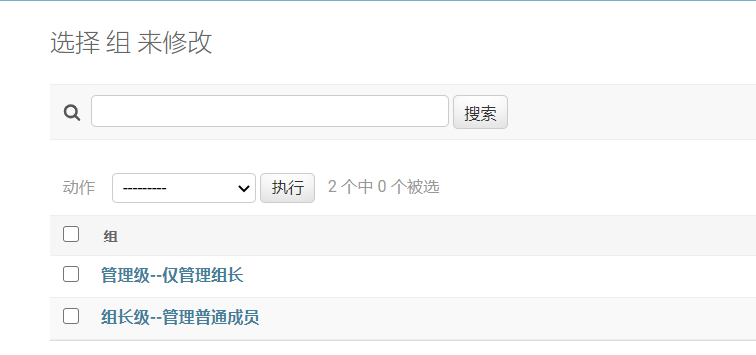 选择 组 来修改
搜索
动作 --------- 执行 2 个中 0 个被选
组
管理级--仅管理组长
组长级--管理普通成员